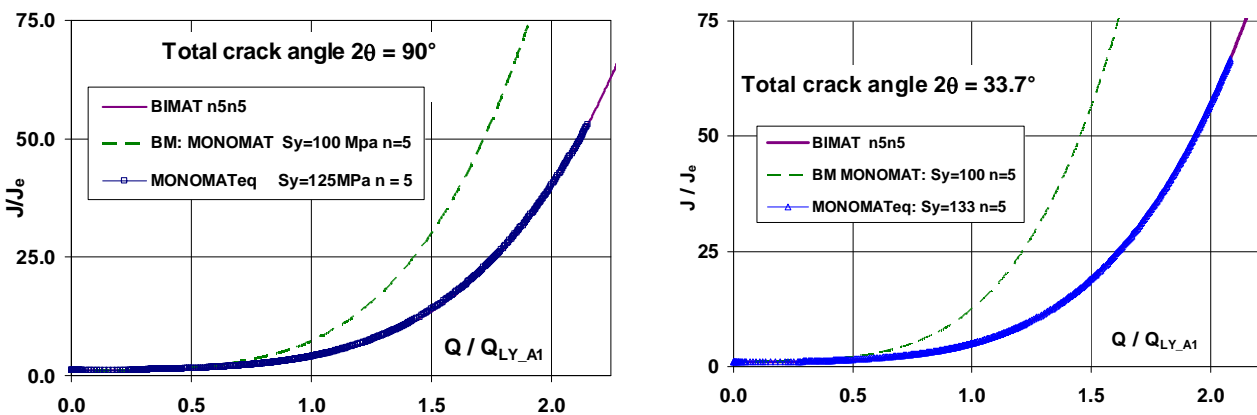 75.0
50.0
25.0
0.0
J/Je
Total crack angle 2θ = 90°
BIMAT n5n5
BM: MONOMAT Sy=100 Mpa n=5
MONOMATeq Sy=125MPa n = 5
Q / QLY_A1
0.0 0.5 1.0 1.5 2.0
75
50
25
0
J / Je
Total crack angle 2θ = 33.7°
BIMAT n5n5
BM MONOMAT: Sy=100 n=5
MONOMATeq: Sy=133 n=5
Q / QLY_A1
0.0 0.5 1.0 1.5 2.0